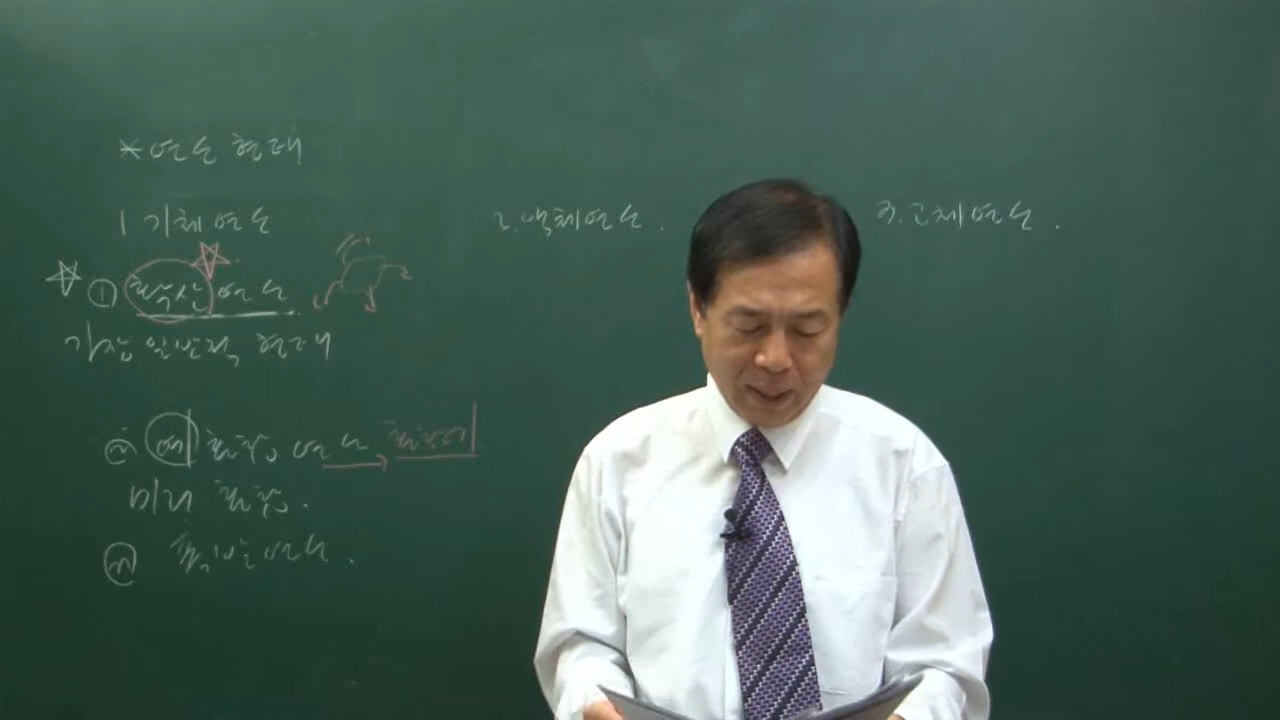 * 연소 형태
1 기체연소
2. 액체연소.
3. 고체연소.
① 확산연소
가장 일반적 형태
② 예혼합 연소 →
미리 혼합.
③ 폭발연소.